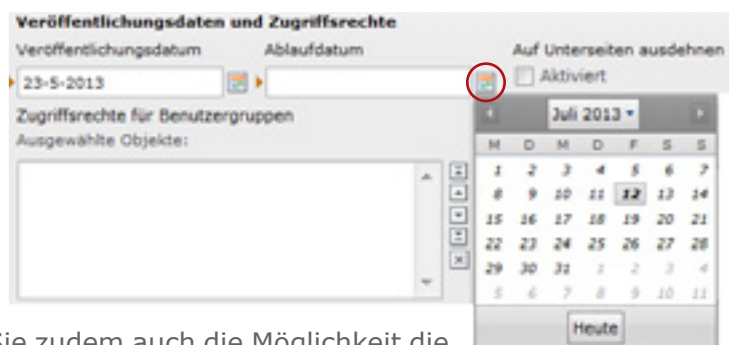 Veröffentlichungsdaten und Zugriffsrechte
Veröffentlichungsdatum Ablaufdatum Auf Unterseiten ausdehnen
23-5-2013 Aktiviert
Zugriffsrechte für Benutzergruppen
Ausgewählte Objekte:
Juli 2013
M D M D F S S
1 2 3 4 5 6 7
8 9 10 11 12 13 14
15 16 17 18 19 20 21
22 23 24 25 26 27 28
29 30 31 1 2 3 4
5 6 7 8 9 10 11
Heute
Sie zudem auch die Möglichkeit die